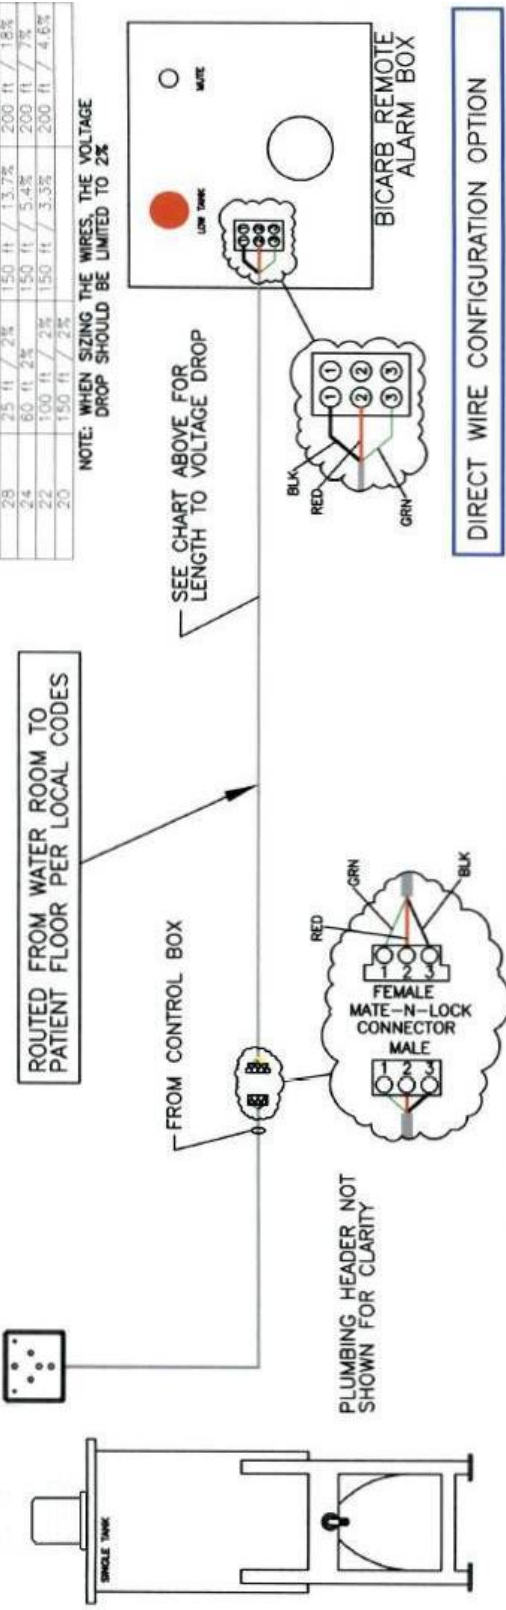 28 25 ft / 2% 150 ft / 13.7% 200 ft / 18%
24 60 ft 2% 150 ft / 5.4% 200 ft / 7%
22 100 ft / 2% 150 ft / 3.3% 200 ft / 4.6%
20 150 ft / 2%
NOTE: WHEN SIZING THE WIRES, THE VOLTAGE
DROP SHOULD BE LIMITED TO 2%
ROUTED FROM WATER ROOM TO
PATIENT FLOOR PER LOCAL CODES
SEE CHART ABOVE FOR
LENGTH TO VOLTAGE DROP
FROM CONTROL BOX
LOW TANK
MUTE
1 1
2 2
3 3
BICARB REMOTE
ALARM BOX
BLK
RED
GRN
1 1
2 2
3 3
SINGLE TANK
PLUMBING HEADER NOT
SHOWN FOR CLARITY
RED
GRN
BLK
1 2 3
FEMALE
MATE-N-LOCK
CONNECTOR
MALE
1 2 3
DIRECT WIRE CONFIGURATION OPTION